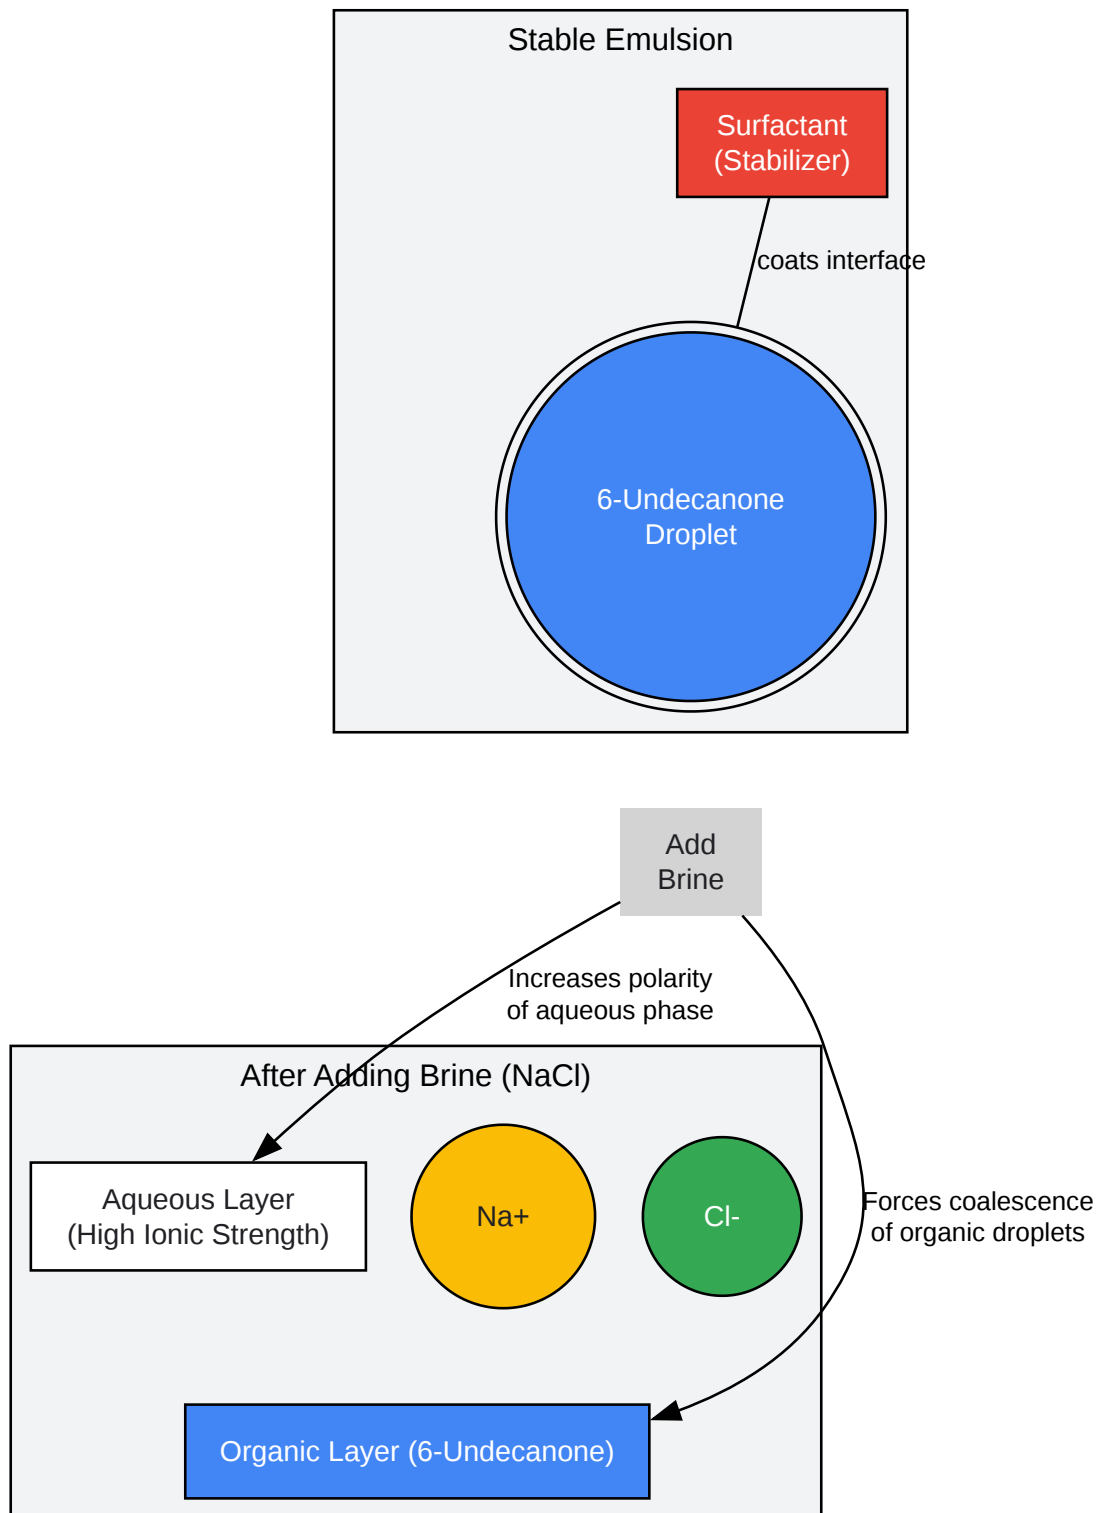 Stable Emulsion
Surfactant
(Stabilizer)
coats interface
6-Undecanone
Droplet
Add
Brine
Increases polarity
of aqueous phase
After Adding Brine (NaCl)
Aqueous Layer
(High Ionic Strength)
Na+
Cl-
Forces coalescence
of organic droplets
Organic Layer (6-Undecanone)